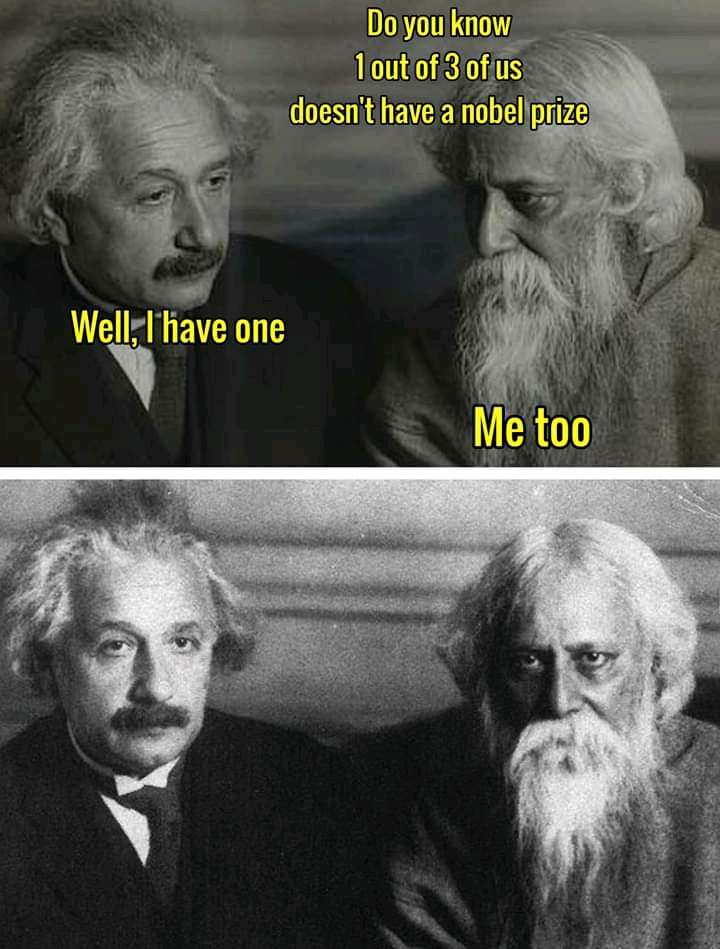 Do you know
1 out of 3 of us
doesn't have a nobel prize
Well, I have one
Me too